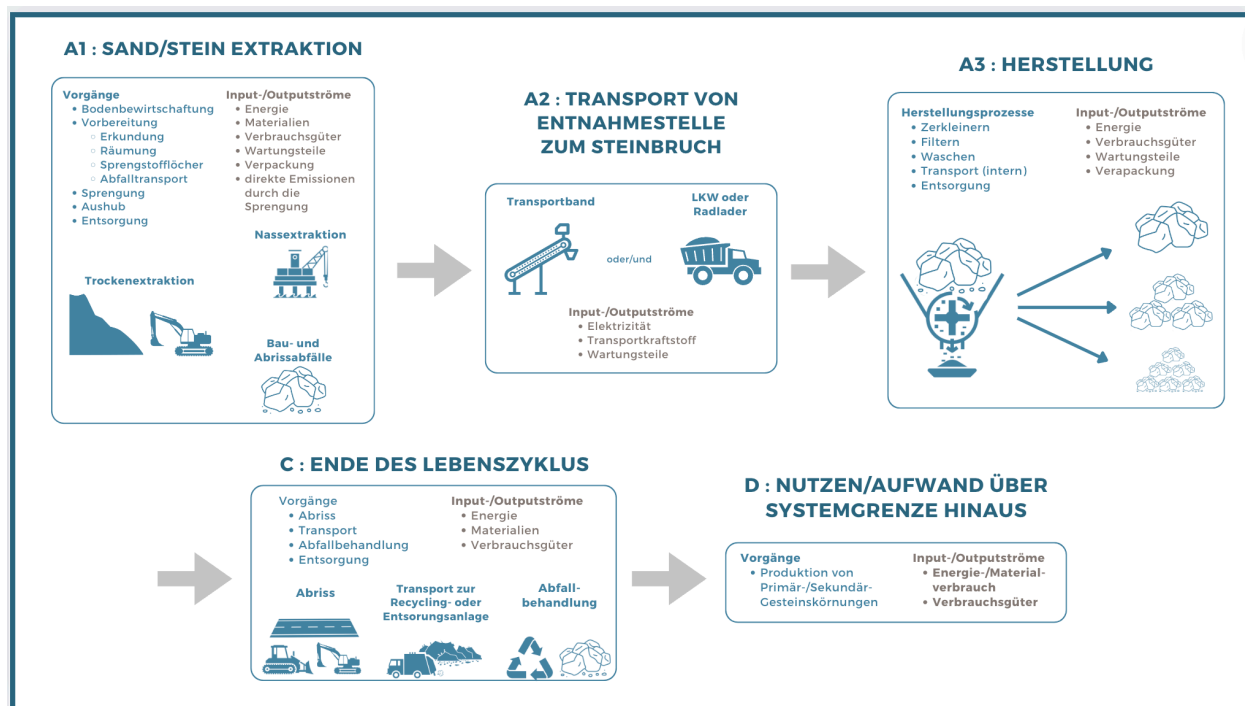 A1 : SAND/STEIN EXTRAKTION
Vorgänge
• Bodenbewirtschaftung
• Vorbereitung
○ Erkundung
○ Räumung
○ Sprengstofflöcher
○ Abfalltransport
• Sprengung
• Aushub
• Entsorgung
Input-/Outputströme
• Energie
• Materialien
• Verbrauchsgüter
• Wartungsteile
• Verpackung
• direkte Emissionen
durch die
Sprengung
Nassextraktion
Trockenextraktion
Bau- und
Abrissabfälle
A2 : TRANSPORT VON
ENTNAHMESTELLE
ZUM STEINBRUCH
Transportband
oder/und
LKW oder
Radlader
Input-/Outputströme
• Elektrizität
• Transportkraftstoff
• Wartungsteile
A3 : HERSTELLUNG
Herstellungsprozesse
• Zerkleinern
• Filtern
• Waschen
• Transport (intern)
• Entsorgung
Input-/Outputströme
• Energie
• Verbrauchsgüter
• Wartungsteile
• Verapackung
C : ENDE DES LEBENSZYKLUS
Vorgänge
• Abriss
• Transport
• Abfallbehandlung
• Entsorgung
Input-/Outputströme
• Energie
• Materialien
• Verbrauchsgüter
Abriss
Transport zur
Recycling- oder
Entsorungsanlage
Abfall-
behandlung
D : NUTZEN/AUFWAND ÜBER
SYSTEMGRENZE HINAUS
Vorgänge
• Produktion von
Primär-/Sekundär-
Gesteinskörnungen
Input-/Outputströme
• Energie-/Material-
verbrauch
• Verbrauchsgüter